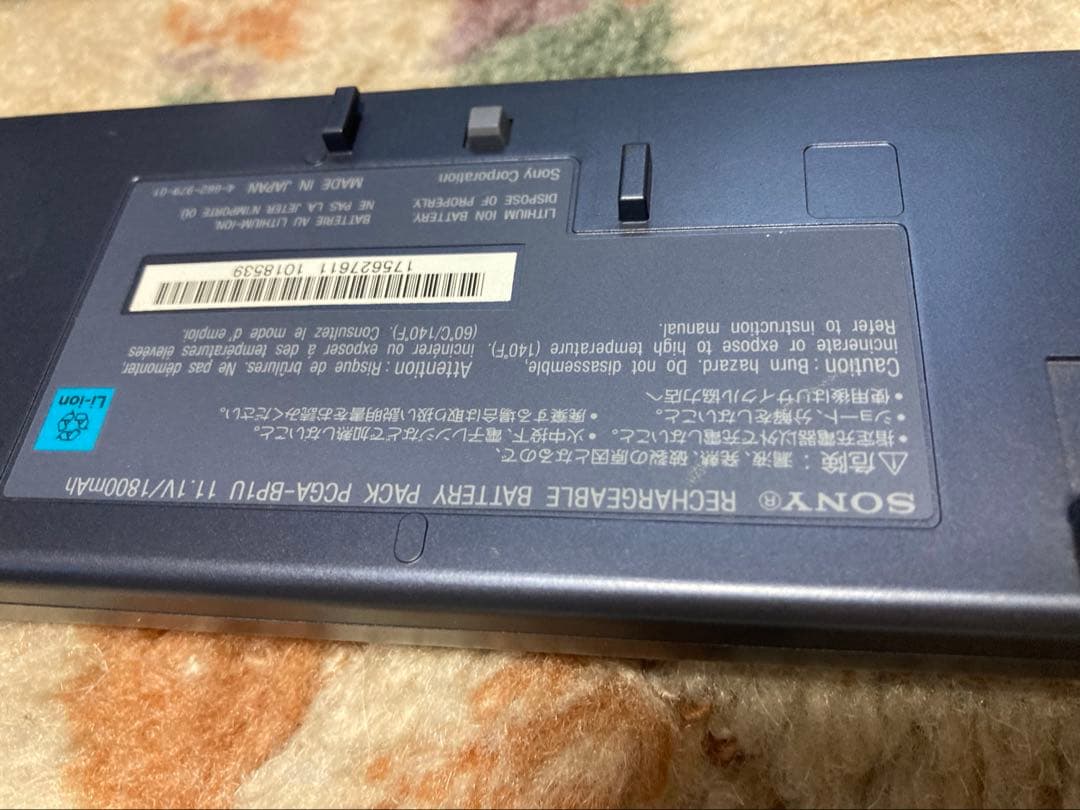 SONY® RECHARGEABLE BATTERY PACK PCGA-BP1U 11.1V/1800mAh
⚠危険：漏液、発熱、破裂の原因となるので、
•指定充電器以外で充電しないこと。
•ショート、分解をしないこと。
•使用後はリサイクル協力店へ
•火中投下、電子レンジなどで加熱しないこと。
•廃棄する場合は取扱い説明書をお読みください。
Li-ion
Caution : Burn hazard. Do not disassemble,
incinerate or expose to high temperature (140°F).
Refer to instruction manual.
Attention : Risque de brûlures. Ne pas démonter,
incinérer ou exposer à des températures élevées
(60°C/140°F). Consultez le mode d'emploi.
175627611 1018539
LITHIUM ION BATTERY.
DISPOSE OF PROPERLY.
BATTERIE AU LITHIUM-ION.
NE PAS LA JETER N'IMPORTE OÙ
Sony Corporation
MADE IN JAPAN 4-662-979-01